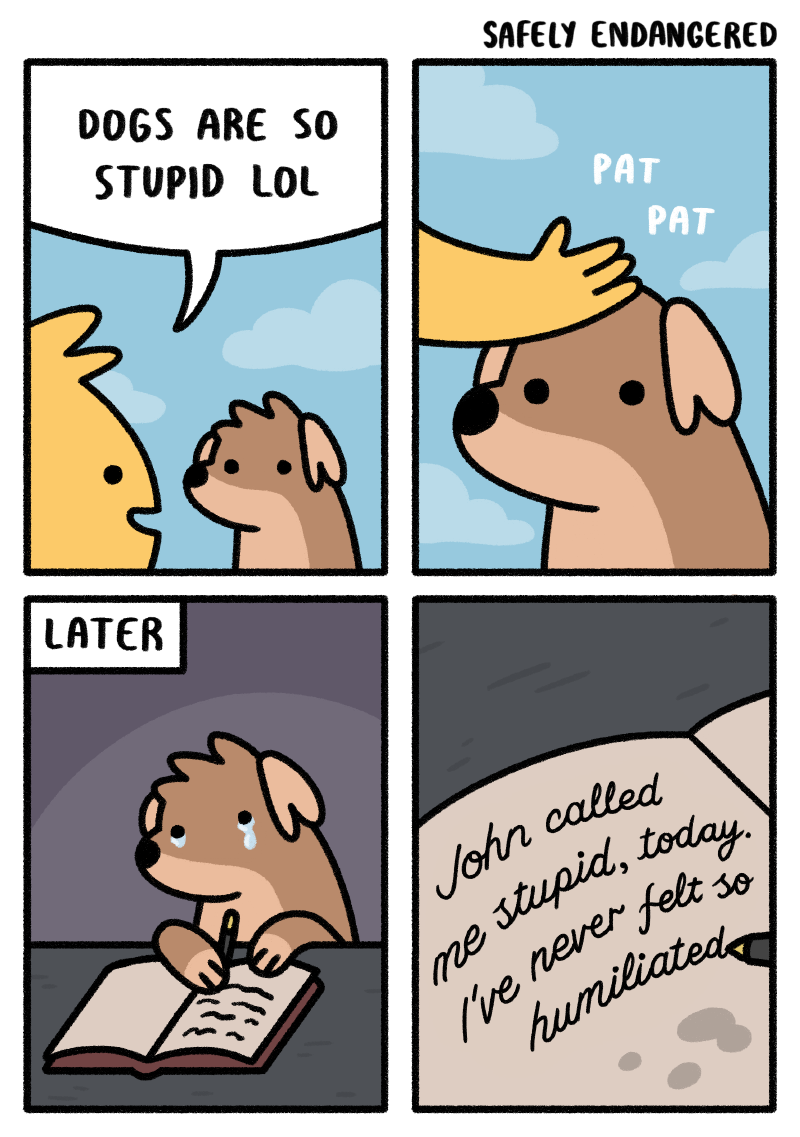 SAFELY ENDANGERED
DOGS ARE SO
STUPID LOL
PAT
PAT
LATER
John called
me stupid, today.
I've never felt so
humiliated